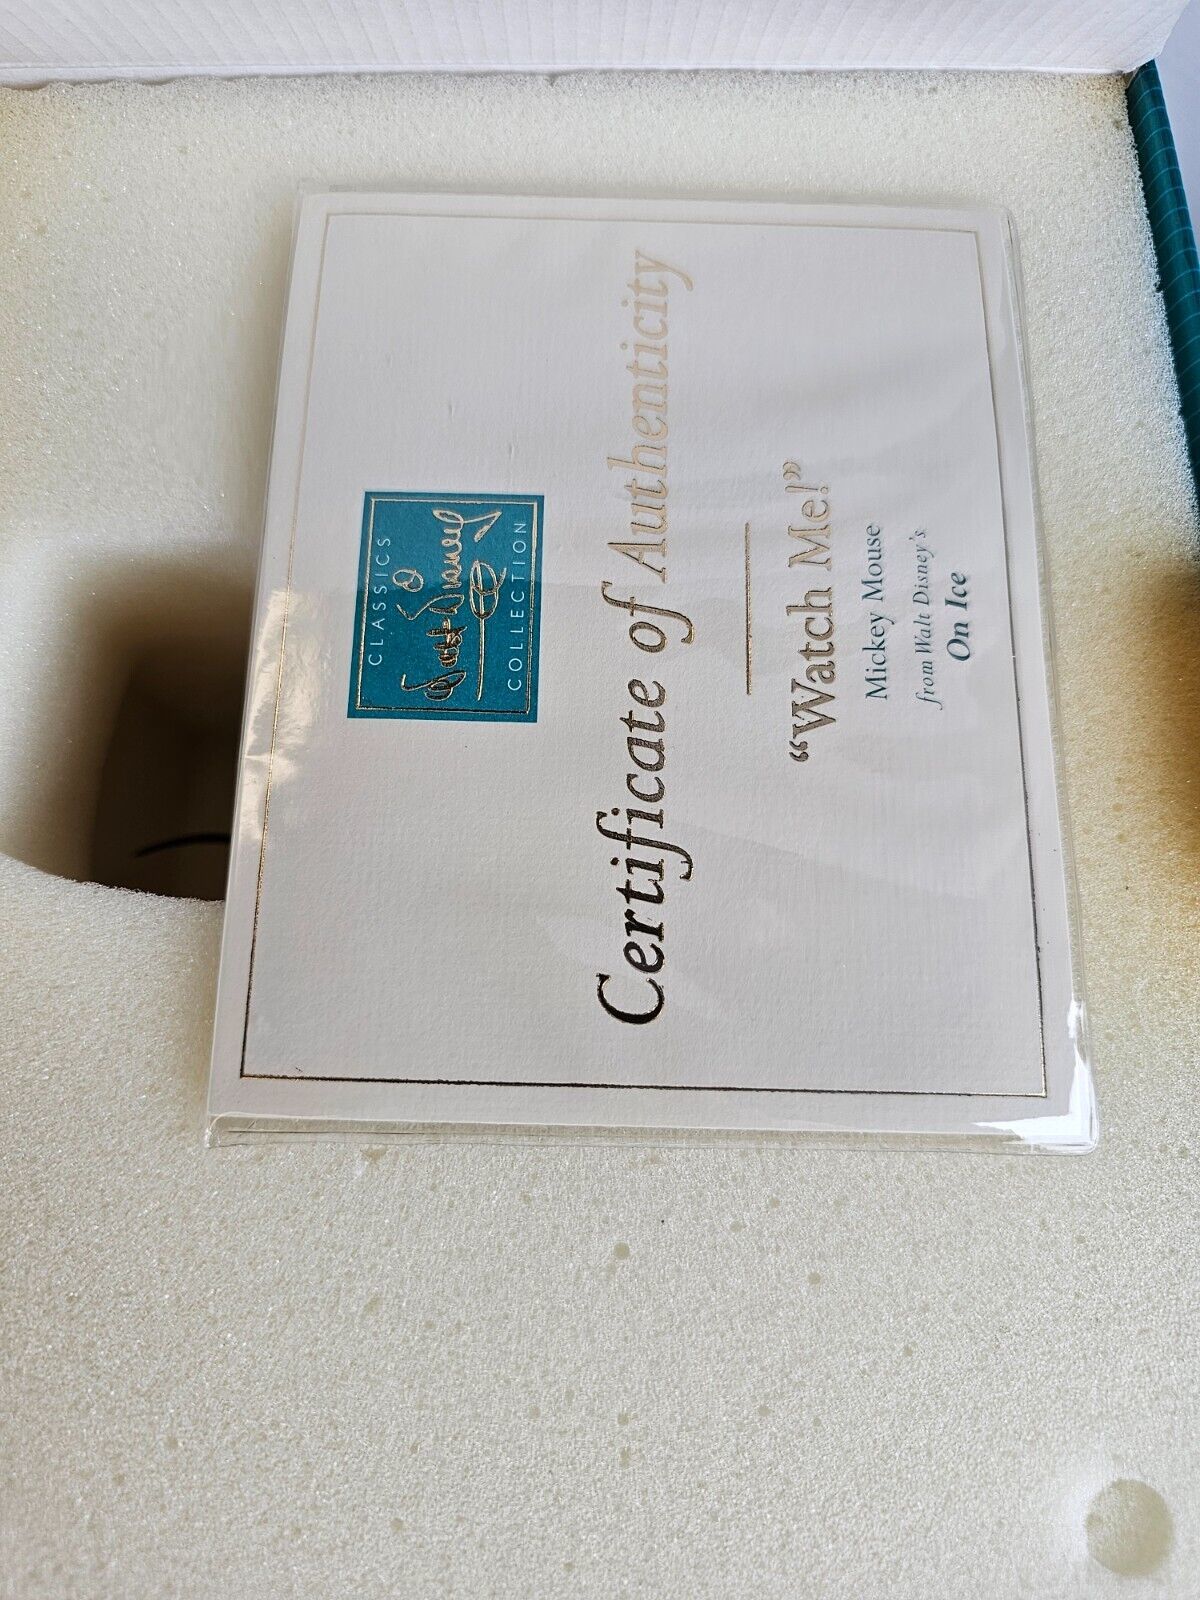 CLASSICS
Walt Disney
COLLECTION
Certificate of Authenticity
“Watch Me!”
Mickey Mouse
from Walt Disney's
On Ice